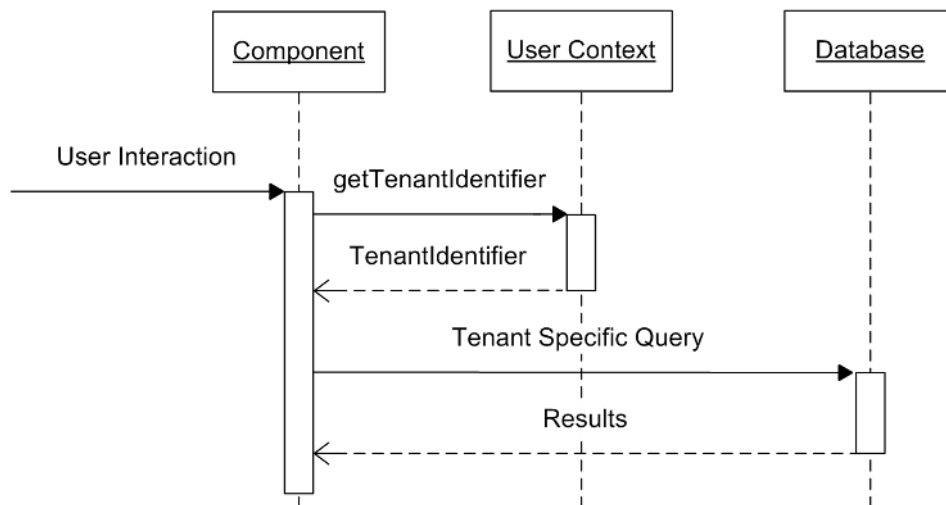 Component
User Context
Database
User Interaction
getTenantIdentifier
TenantIdentifier
Tenant Specific Query
Results